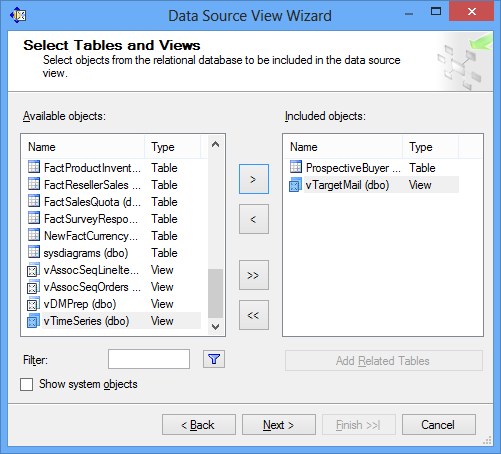 Data Source View Wizard
Select Tables and Views
Select objects from the relational database to be included in the data source
view.
Available objects:
Name Type
FactProductInvent... Table
FactResellerSales ... Table
FactSalesQuota (d... Table
FactSurveyRespo... Table
NewFactCurrency... Table
sysdiagrams (dbo) Table
vAssocSeqLineIte... View
vAssocSeqOrders ... View
vDMPrep (dbo) View
vTimeSeries (dbo) View
>
<
>>
<<
Included objects:
Name Type
ProspectiveBuyer ... Table
vTargetMail (dbo) View
Filter:
Add Related Tables
Show system objects
< Back Next > Finish >>| Cancel